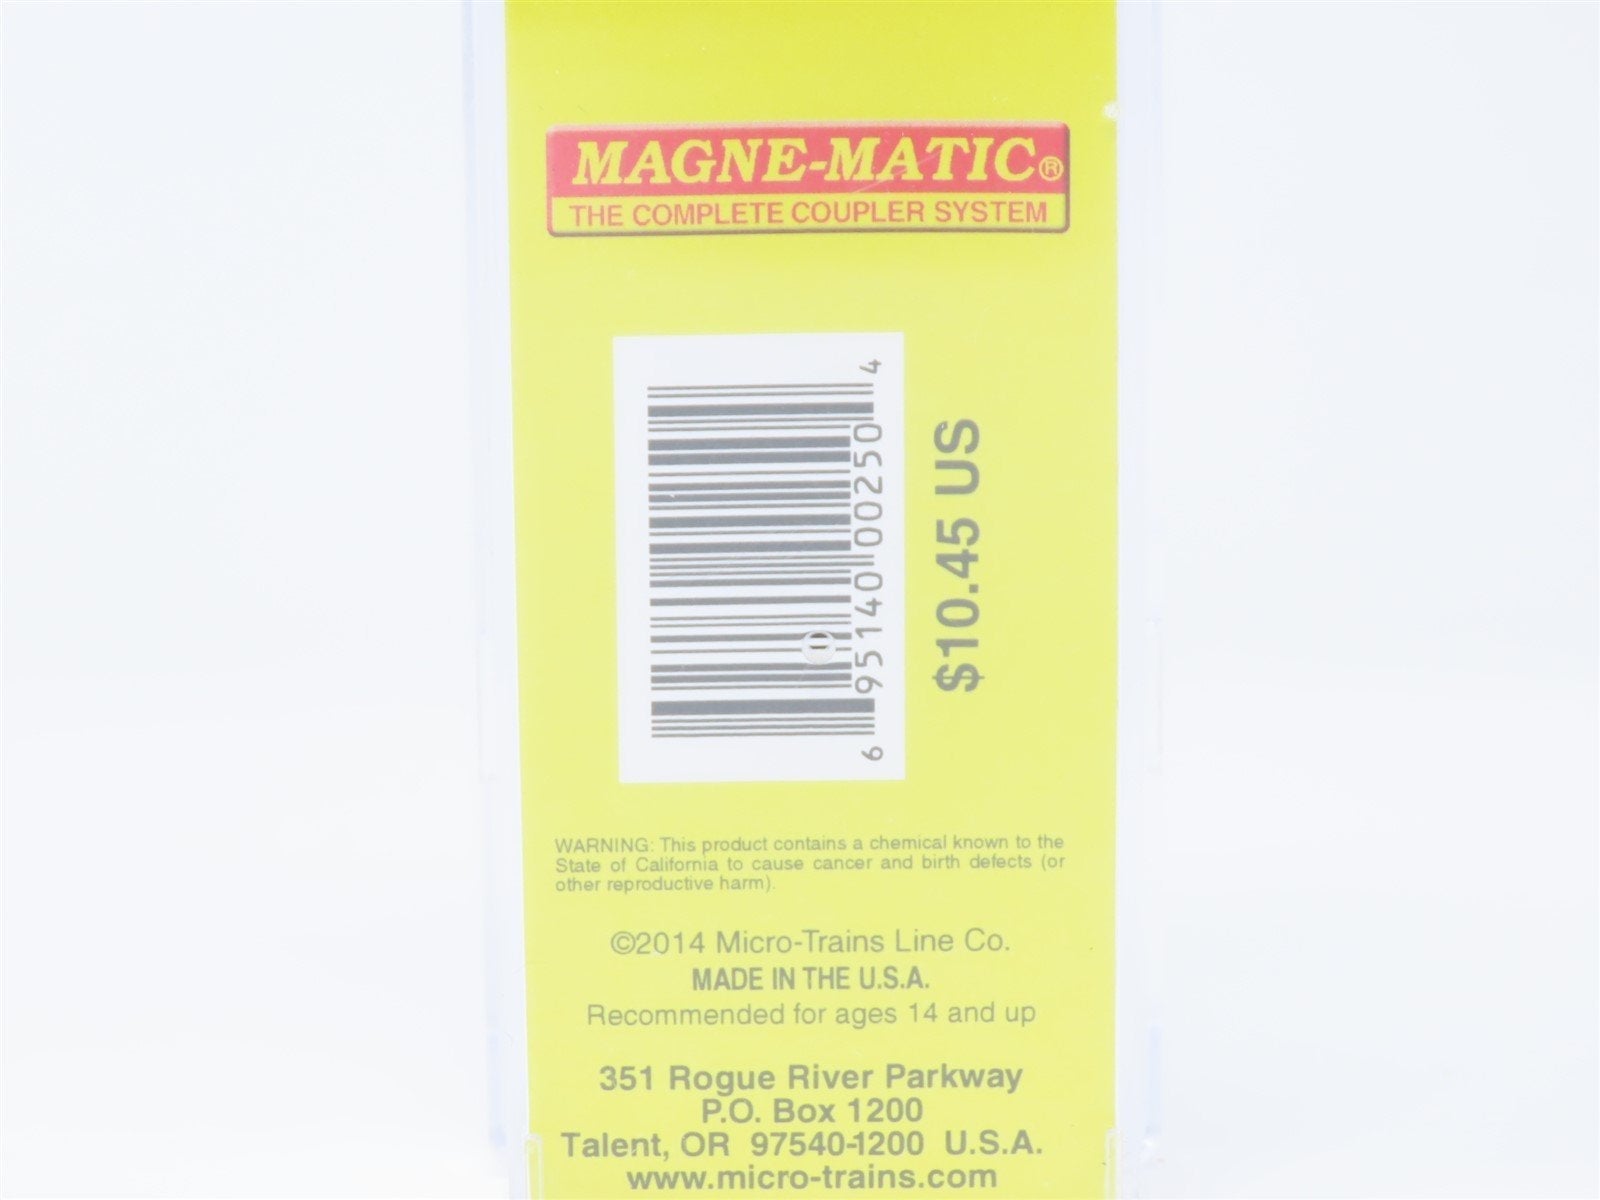 MAGNE-MATIC®
THE COMPLETE COUPLER SYSTEM
6 95140 00250 4
$10.45 US
WARNING: This product contains a chemical known to the
State of California to cause cancer and birth defects (or
other reproductive harm).
©2014 Micro-Trains Line Co.
MADE IN THE U.S.A.
Recommended for ages 14 and up
351 Rogue River Parkway
P.O. Box 1200
Talent, OR 97540-1200 U.S.A.
www.micro-trains.com